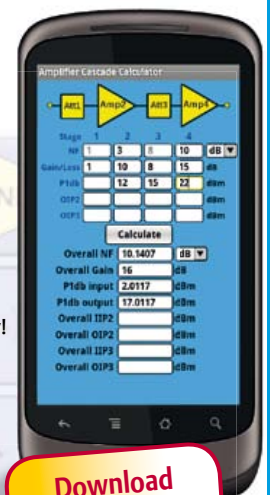 Amplifier Cascade Calculator
Att1 Amp2 Att3 Amp4
Stage 1 2 3 4
NF 1 3 8 10 dB
Gain/Loss 1 10 8 15 dB
P1db 12 15 22 dBm
OIP2 dBm
OIP3 dBm
Calculate
Overall NF 10.1407 dB
Overall Gain 16 dB
P1db input 2.0117 dBm
P1db output 17.0117 dBm
Overall IIP2 dBm
Overall OIP2 dBm
Overall IIP3 dBm
Overall OIP3 dBm
!
Download